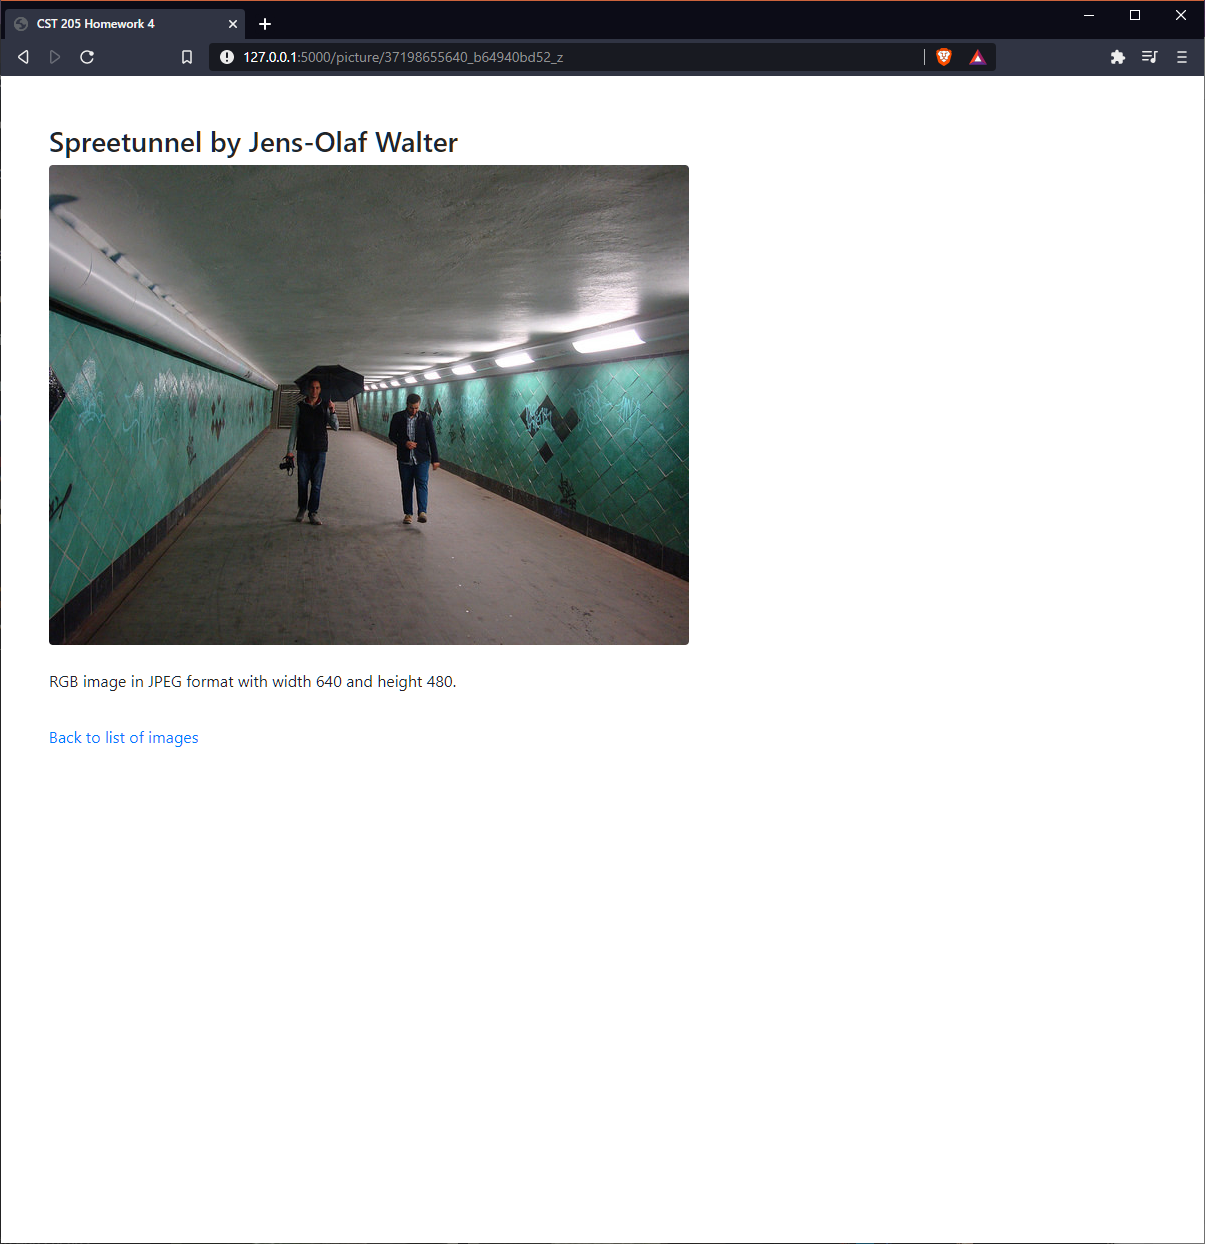 CST 205 Homework 4
127.0.0.1:5000/picture/37198655640_b64940bd52_z
Spreetunnel by Jens-Olaf Walter
RGB image in JPEG format with width 640 and height 480.
Back to list of images